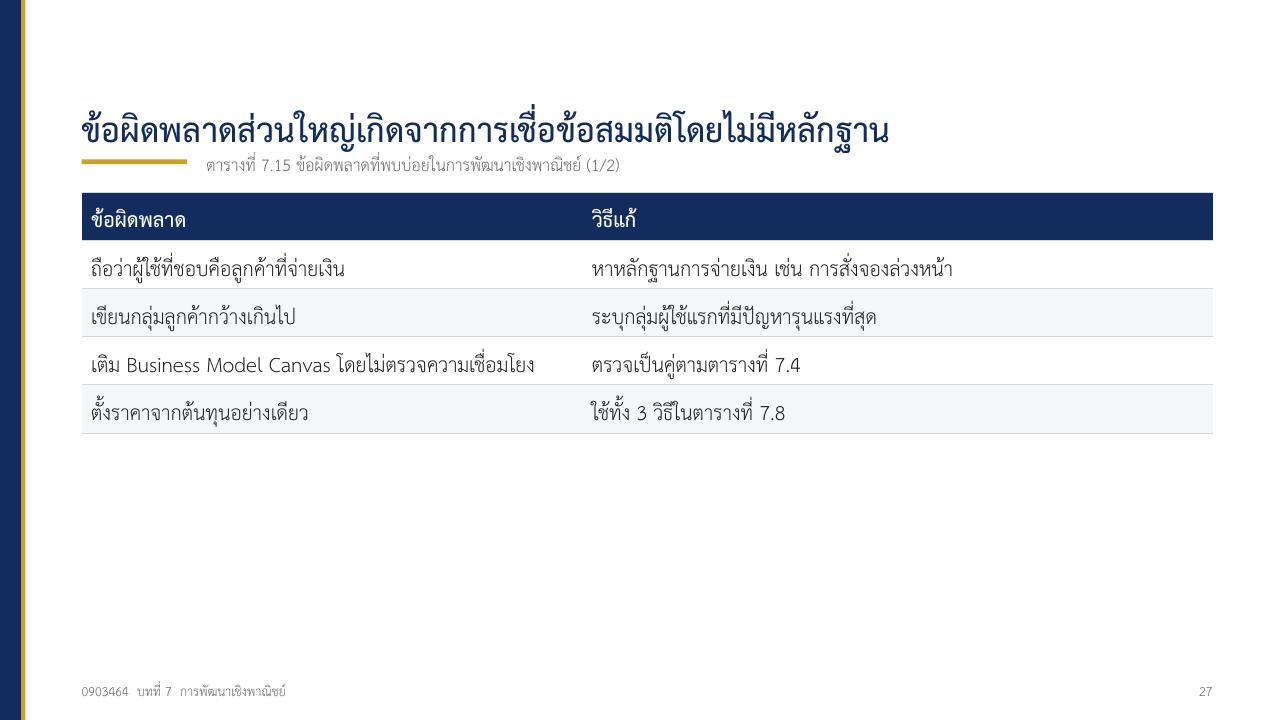 ข้อผิดพลาดส่วนใหญ่เกิดจากการเชื่อข้อสมมติโดยไม่มีหลักฐาน
ตารางที่ 7.15 ข้อผิดพลาดที่พบบ่อยในการพัฒนาเชิงพาณิชย์ (1/2)
ข้อผิดพลาด วิธีแก้
ถือว่าผู้ใช้ที่ชอบคือลูกค้าที่จ่ายเงิน หาหลักฐานการจ่ายเงิน เช่น การสั่งจองล่วงหน้า
เขียนกลุ่มลูกค้ากว้างเกินไป ระบุกลุ่มผู้ใช้แรกที่มีปัญหารุนแรงที่สุด
เติม Business Model Canvas โดยไม่ตรวจความเชื่อมโยง ตรวจเป็นคู่ตามตารางที่ 7.4
ตั้งราคาจากต้นทุนอย่างเดียว ใช้ทั้ง 3 วิธีในตารางที่ 7.8
0903464 บทที่ 7 การพัฒนาเชิงพาณิชย์ 27